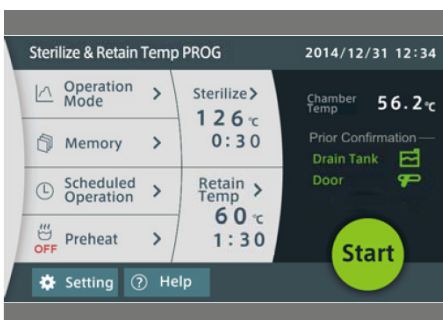 Sterilize & Retain Temp PROG
2014/12/31 12:34
Operation
Mode
Memory
Scheduled
Operation
OFF Preheat
Sterilize
126℃
0:30
Retain
Temp
60℃
1:30
Chamber
Temp
56.2℃
Prior Confirmation
Drain Tank
Door
Start
Setting
? Help